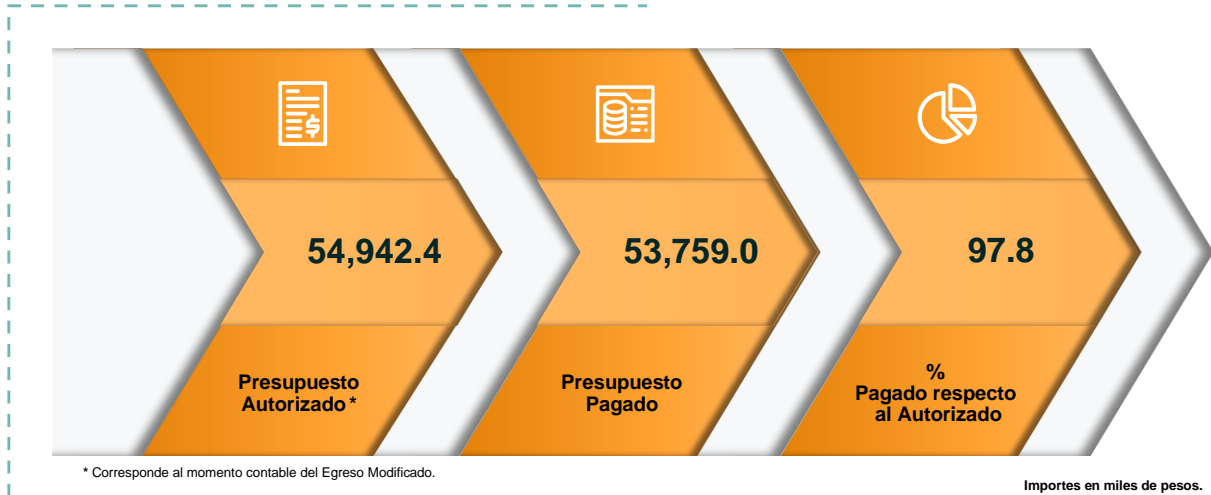 54,942.4
53,759.0
97.8
Presupuesto
Autorizado *
Presupuesto
Pagado
%
Pagado respecto
al Autorizado
* Corresponde al momento contable del Egreso Modificado.
Importes en miles de pesos.